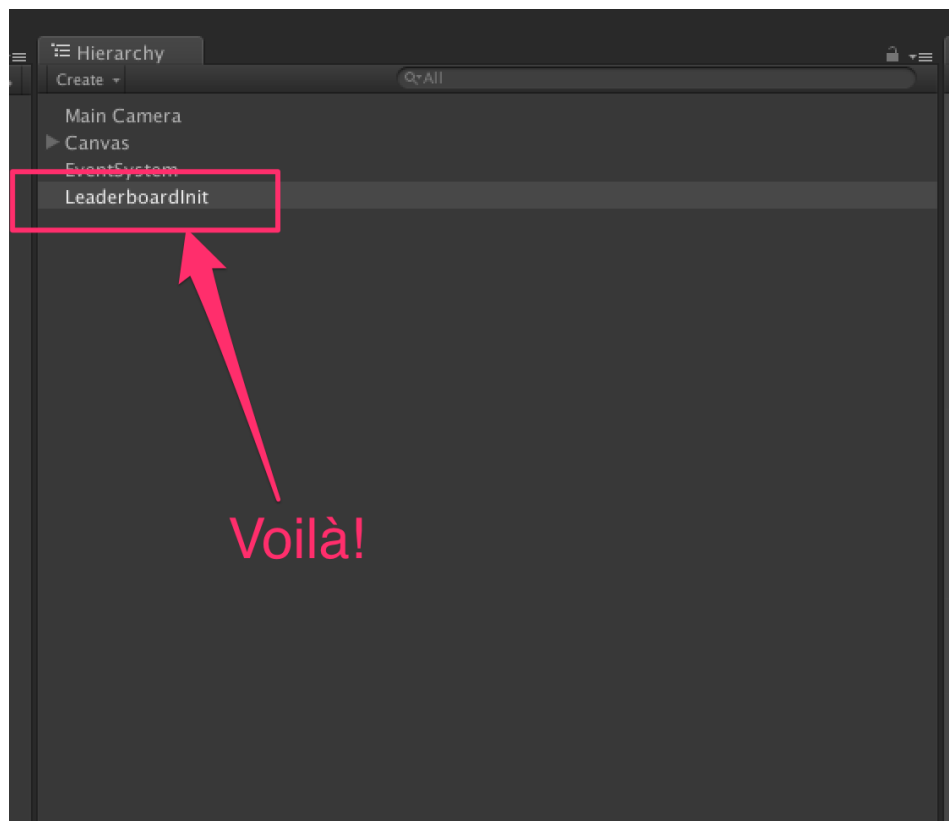 Hierarchy
Create
All
Main Camera
Canvas
EventSystem
LeaderboardInit
Voilà!